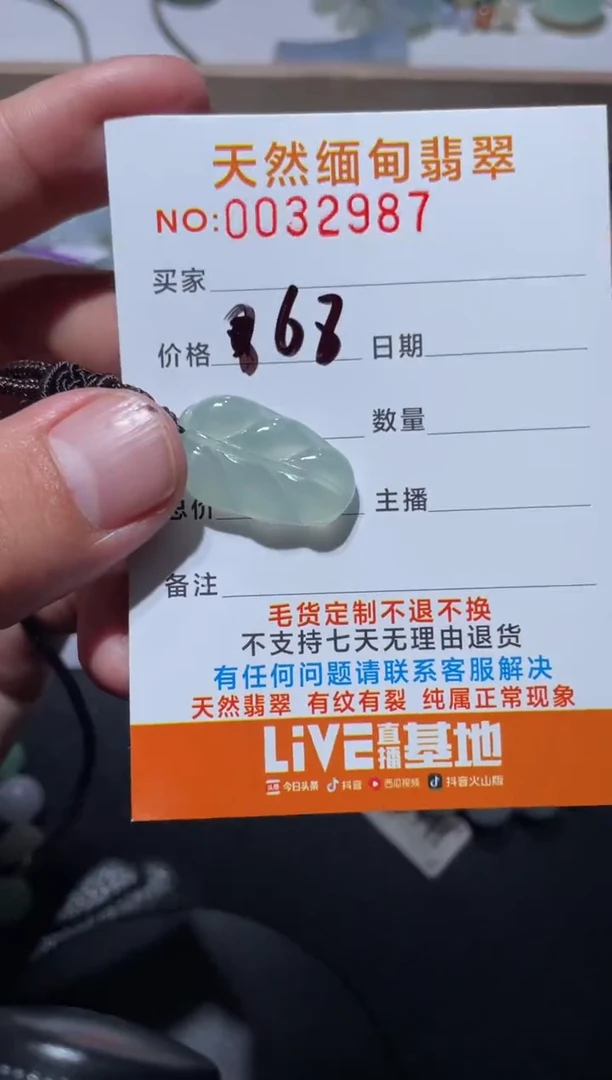 天然缅甸翡翠
NO:0032987
买家
价格 868 日期
数量
总价 主播
备注
毛货定制不退不换
不支持七天无理由退货
有任何问题请联系客服解决
天然翡翠 有纹有裂 纯属正常现象
LiVE直播基地
头条 今日头条 抖音 西瓜视频 抖音火山版